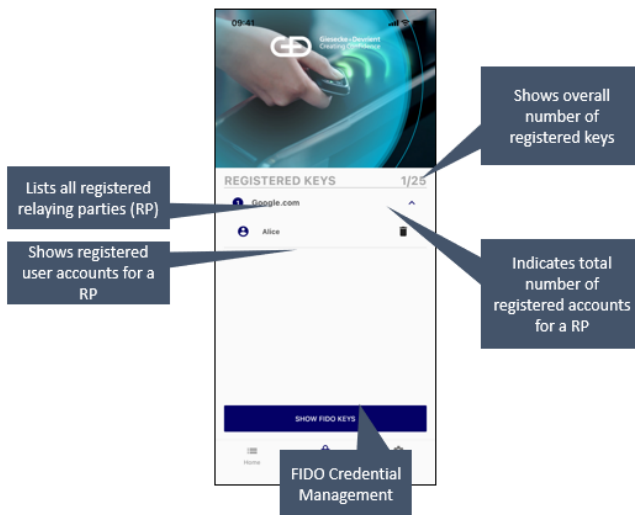 09:41
Giesecke+Devrient
Creating Confidence
Shows overall
number of
registered keys
REGISTERED KEYS 1/25
Lists all registered
relaying parties (RP)
1 Google.com
Alice
Shows registered
user accounts for a
RP
Indicates total
number of
registered accounts
for a RP
SHOW FIDO KEYS
Home
FIDO Credential
Management